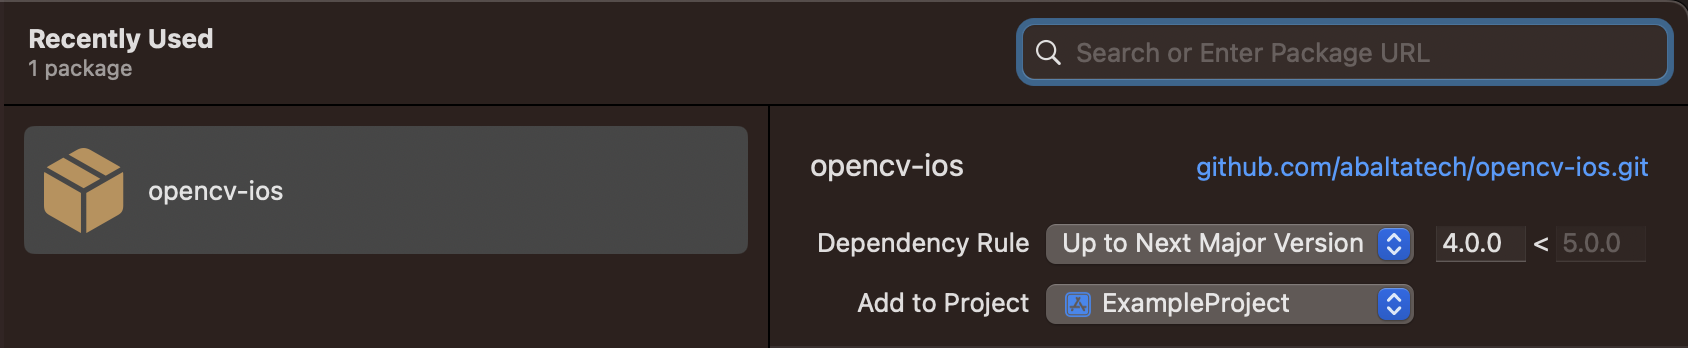 Recently Used
1 package
Search or Enter Package URL
opencv-ios
opencv-ios github.com/abaltatech/opencv-ios.git
Dependency Rule Up to Next Major Version 4.0.0 < 5.0.0
Add to Project ExampleProject